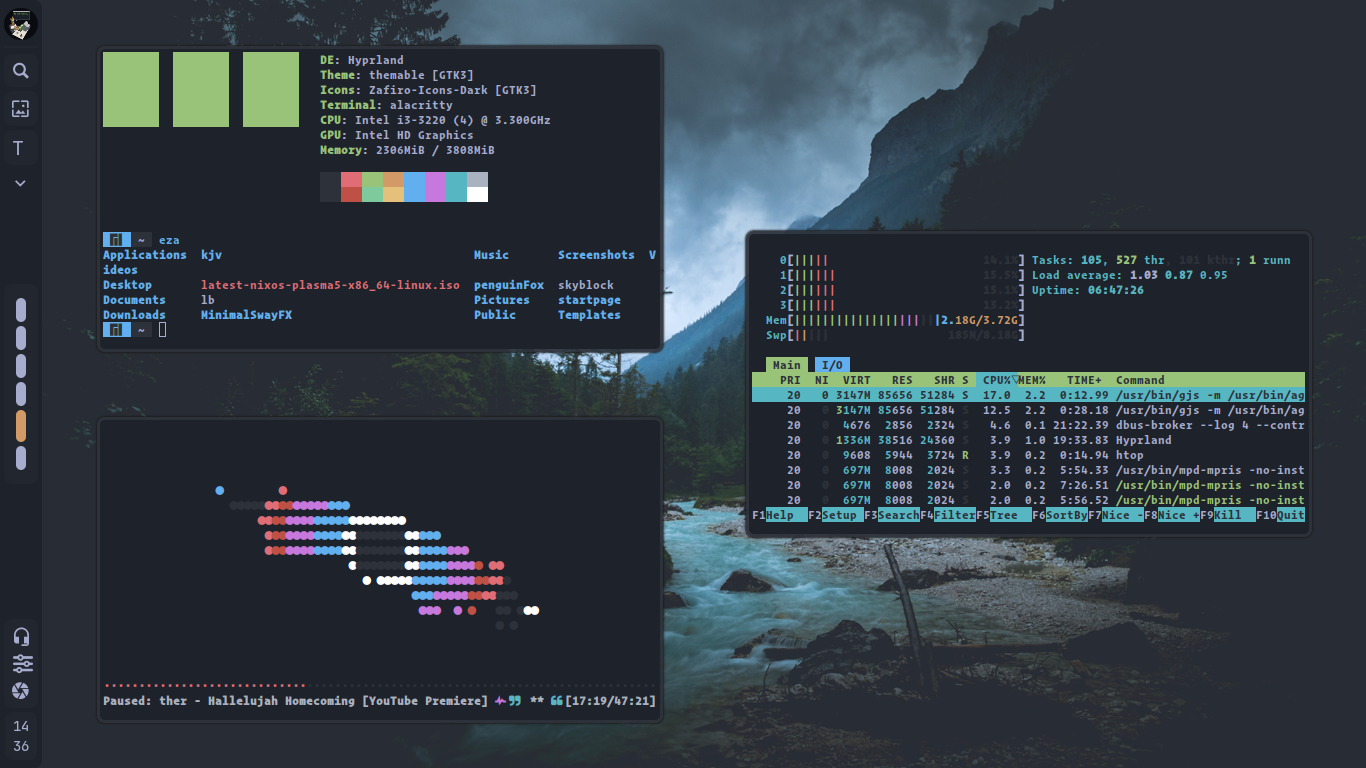 T
14
36
DE: Hyprland
Theme: themable [GTK3]
Icons: Zafiro-Icons-Dark [GTK3]
Terminal: alacritty
CPU: Intel i3-3220 (4) @ 3.300GHz
GPU: Intel HD Graphics
Memory: 2306MiB / 3808MiB
~ eza
Applications kjv Music Screenshots V
ideos
Desktop latest-nixos-plasma5-x86_64-linux.iso penguinFox skyblock
Documents lb Pictures startpage
Downloads MinimalSwayFX Public Templates
~
Paused: ther - Hallelujah Homecoming [YouTube Premiere] ** [17:19/47:21]
0[||||| 14.1%] Tasks: 105, 527 thr, 101 kthr; 1 runn
1[|||||| 15.5%] Load average: 1.03 0.87 0.95
2[|||||| 15.1%] Uptime: 06:47:26
3[|||||| 13.2%]
Mem[||||||||||||||||||||2.18G/3.72G]
Swp[|| 185M/8.18G]
Main I/O
PRI NI VIRT RES SHR S CPU%▽MEM% TIME+ Command
20 0 3147M 85656 51284 S 17.0 2.2 0:12.99 /usr/bin/gjs -m /usr/bin/ag
20 0 3147M 85656 51284 S 12.5 2.2 0:28.18 /usr/bin/gjs -m /usr/bin/ag
20 0 4676 2856 2324 S 4.6 0.1 21:22.39 dbus-broker --log 4 --contr
20 0 1336M 38516 24360 S 3.9 1.0 19:33.83 Hyprland
20 0 9608 5944 3724 R 3.9 0.2 0:14.94 htop
20 0 697M 8008 2024 S 3.3 0.2 5:54.33 /usr/bin/mpd-mpris -no-inst
20 0 697M 8008 2024 S 2.0 0.2 7:26.51 /usr/bin/mpd-mpris -no-inst
20 0 697M 8008 2024 S 2.0 0.2 5:56.52 /usr/bin/mpd-mpris -no-inst
F1Help F2Setup F3SearchF4FilterF5Tree F6SortByF7Nice -F8Nice +F9Kill F10Quit